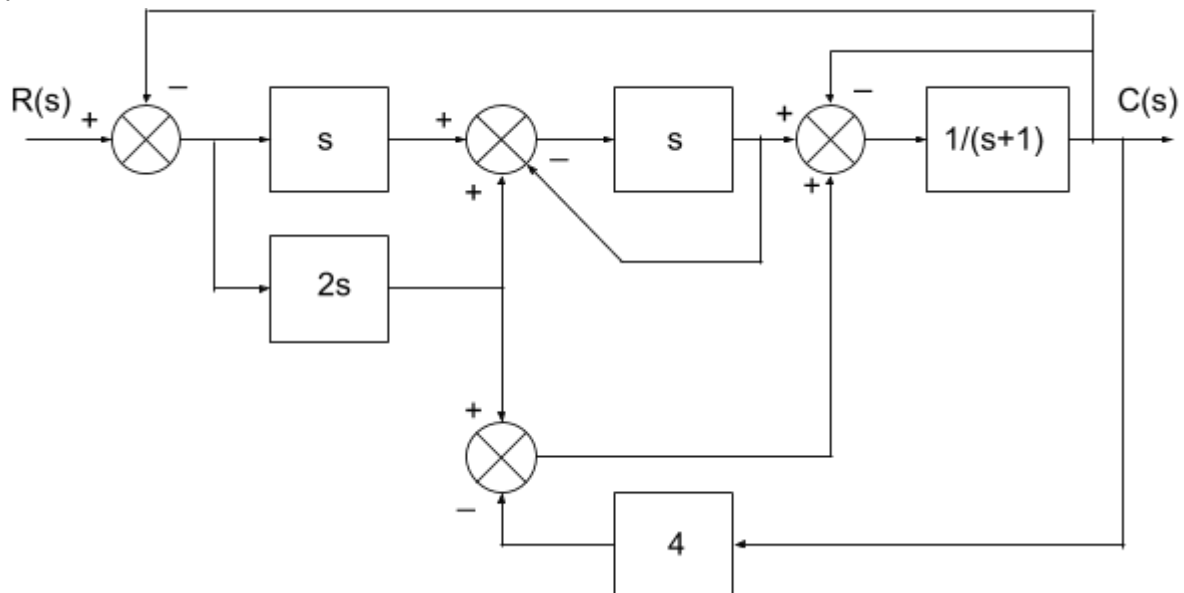 R(s)
+
–
s
+
–
+
s
+
–
+
1/(s+1)
C(s)
2s
+
–
4